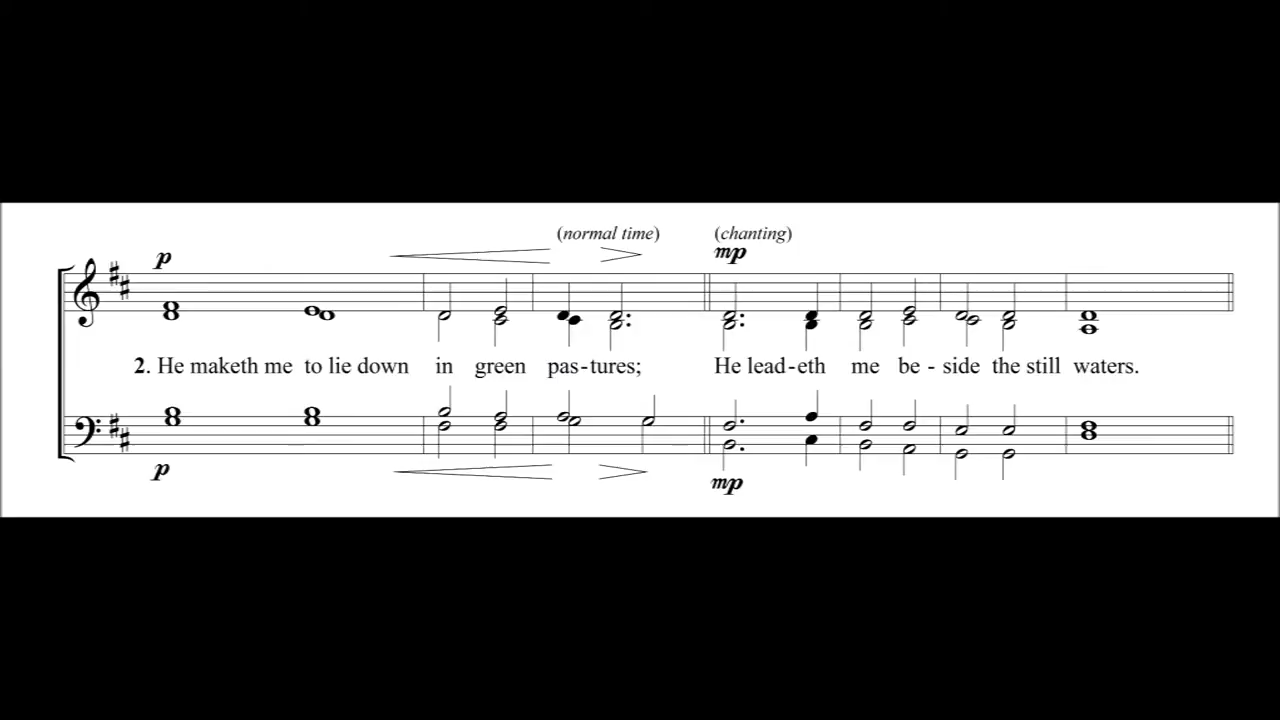 (normal time) (chanting)
p mp
2. He maketh me to lie down in green pas-tures; He lead-eth me be - side the still waters.
p mp